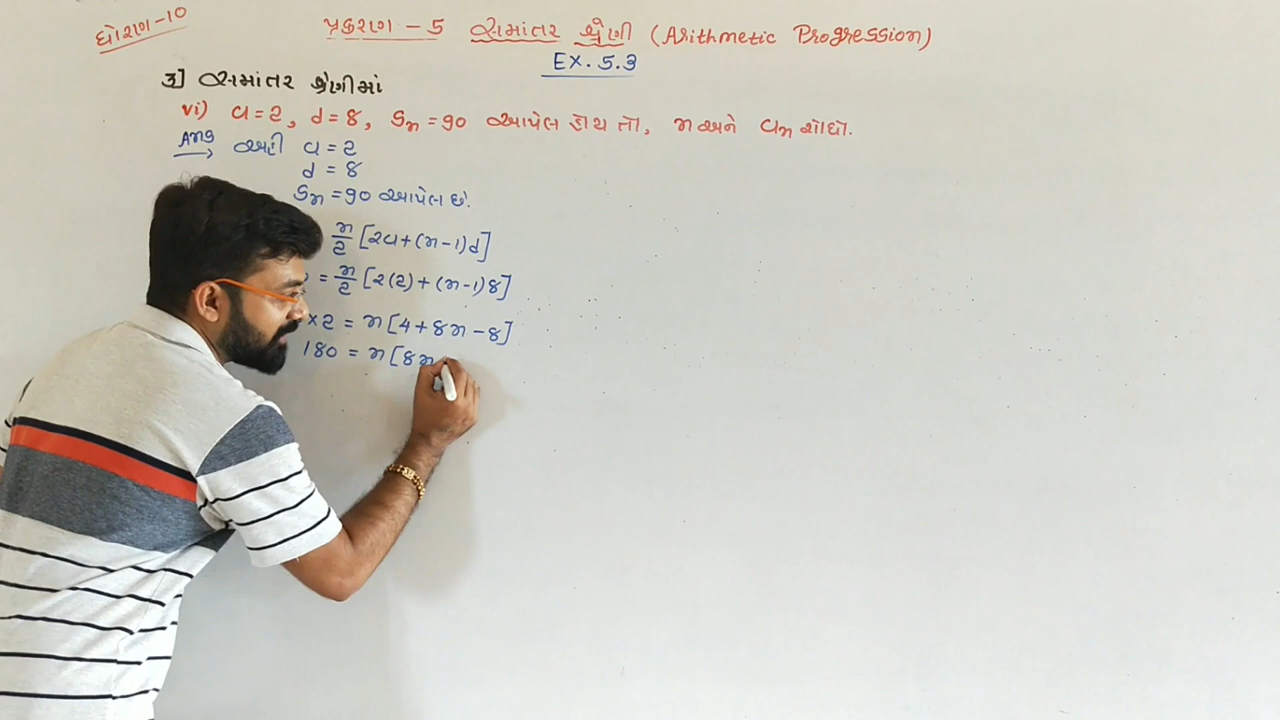 ધોરણ-10
પ્રકરણ - 5 સમાંતર શ્રેણી (Arithmetic Progression)
EX. 5.3
3] સમાંતર શ્રેણીમાં
vi) a = 2, d = 8, Sn = 90 આપેલ હોય તો, n અને an શોધો.
Ans અહી a = 2
d = 8
Sn = 90 આપેલ છે.
n/2 [2a + (n-1)d]
= n/2 [2(2) + (n-1)8]
×2 = n[4 + 8n - 8]
180 = n[8n